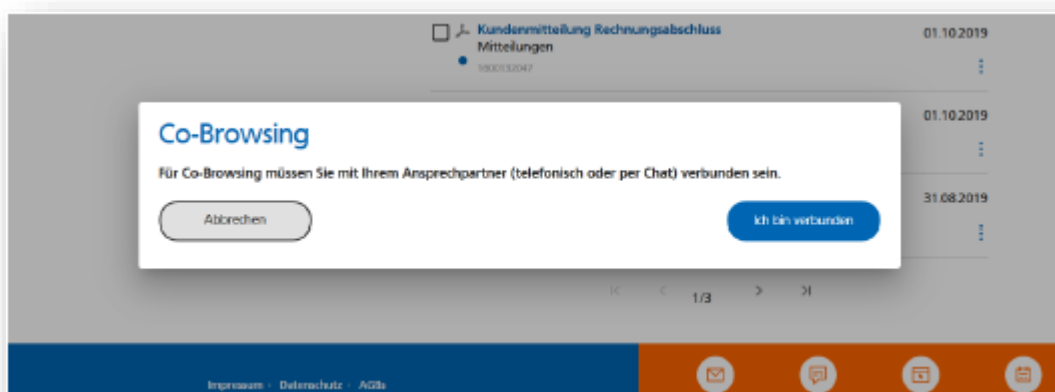 Kundenmitteilung Rechnungsabschluss
01.10.2019
Mitteilungen
1600132047
01.10.2019
Co-Browsing
Für Co-Browsing müssen Sie mit Ihrem Ansprechpartner (telefonisch oder per Chat) verbunden sein.
31.08.2019
Abbrechen
Ich bin verbunden
1/3
Impressum · Datenschutz · AGBs